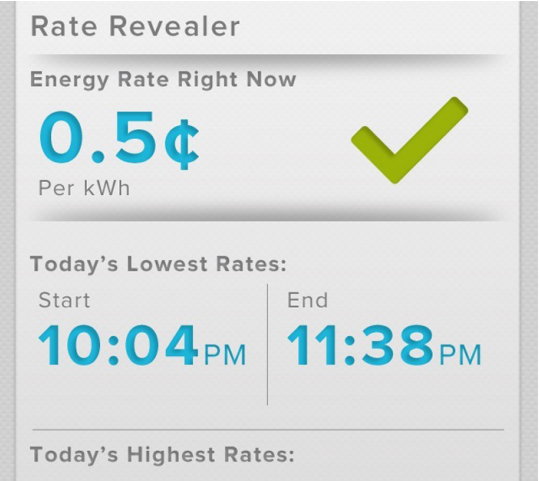 Rate Revealer
Energy Rate Right Now
0.5¢
Per kWh
Today’s Lowest Rates:
Start End
10:04PM 11:38PM
Today’s Highest Rates: